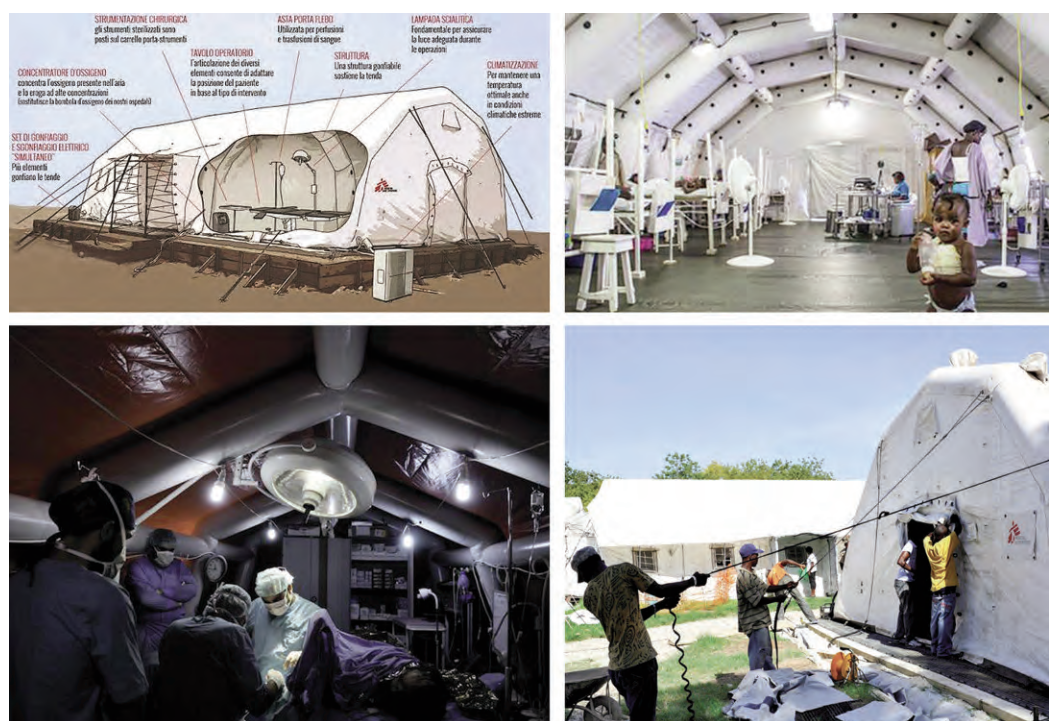 STRUMENTAZIONE CHIRURGICA
gli strumenti sterilizzati sono
posti sul carrello porta-strumenti
ASTA PORTA FLEBO
Utilizzata per perfusioni
e trasfusioni di sangue
LAMPADA SCIALITICA
Fondamentale per assicurare
la luce adeguata durante
le operazioni
TAVOLO OPERATORIO
l'articolazione dei diversi
elementi consente di adattare
la posizione del paziente
in base al tipo di intervento
STRUTTURA
Una struttura gonfiabile
sostiene la tenda
CLIMATIZZAZIONE
Per mantenere una
temperatura
ottimale anche
in condizioni
climatiche estreme
CONCENTRATORE D'OSSIGENO
concentra l'ossigeno presente nell'aria
e lo eroga ad alte concentrazioni
(sostituisce la bombola d'ossigeno dei nostri ospedali)
SET DI GONFIAGGIO
E SGONFIAGGIO ELETTRICO
"SIMULTANEO"
Più elementi
gonfiano le tende